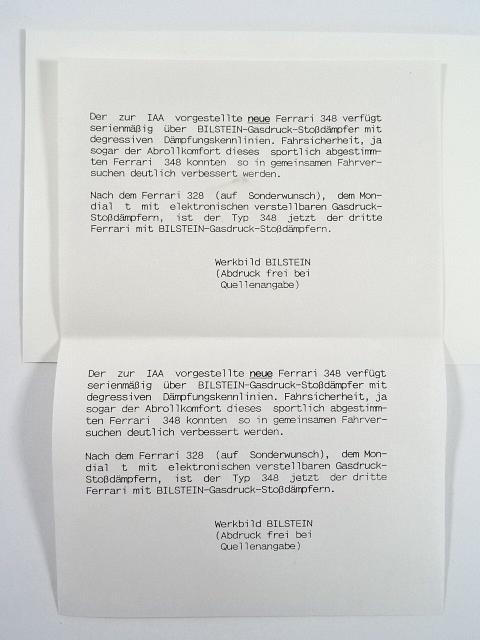 Der zur IAA vorgestellte neue Ferrari 348 verfügt
serienmäßig über BILSTEIN-Gasdruck-Stoßdämpfer mit
degressiven Dämpfungskennlinien. Fahrsicherheit, ja
sogar der Abrollkomfort dieses sportlich abgestimm-
ten Ferrari 348 konnten so in gemeinsamen Fahrver-
suchen deutlich verbessert werden.
Nach dem Ferrari 328 (auf Sonderwunsch), dem Mon-
dial t mit elektronischen verstellbaren Gasdruck-
Stoßdämpfern, ist der Typ 348 jetzt der dritte
Ferrari mit BILSTEIN-Gasdruck-Stoßdämpfern.
Werkbild BILSTEIN
(Abdruck frei bei
Quellenangabe)
Der zur IAA vorgestellte neue Ferrari 348 verfügt
serienmäßig über BILSTEIN-Gasdruck-Stoßdämpfer mit
degressiven Dämpfungskennlinien. Fahrsicherheit, ja
sogar der Abrollkomfort dieses sportlich abgestimm-
ten Ferrari 348 konnten so in gemeinsamen Fahrver-
suchen deutlich verbessert werden.
Nach dem Ferrari 328 (auf Sonderwunsch), dem Mon-
dial t mit elektronischen verstellbaren Gasdruck-
Stoßdämpfern, ist der Typ 348 jetzt der dritte
Ferrari mit BILSTEIN-Gasdruck-Stoßdämpfern.
Werkbild BILSTEIN
(Abdruck frei bei
Quellenangabe)